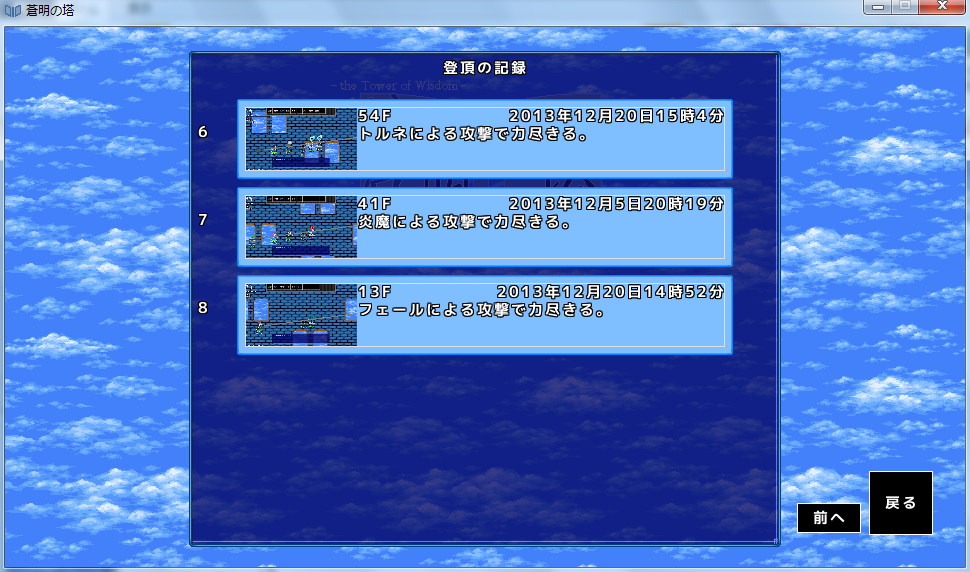 蒼明の塔
登頂の記録
- the Tower of Wisdom -
6
54F 2013年12月20日15時4分
トルネによる攻撃で力尽きる。
7
41F 2013年12月5日20時19分
炎魔による攻撃で力尽きる。
8
13F 2013年12月20日14時52分
フェールによる攻撃で力尽きる。
前へ
戻る